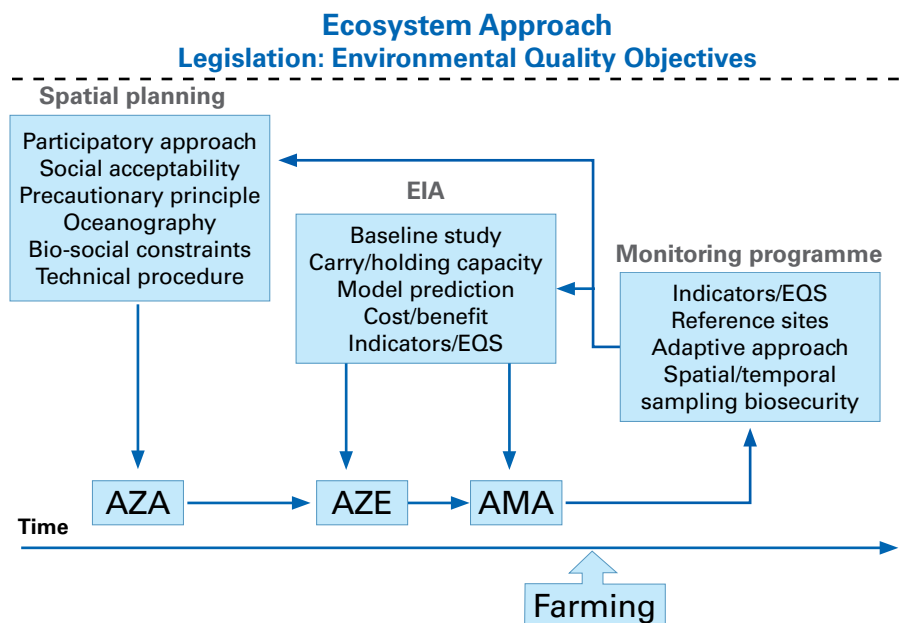 Ecosystem Approach
Legislation: Environmental Quality Objectives
Spatial planning
Participatory approach
Social acceptability
Precautionary principle
Oceanography
Bio-social constraints
Technical procedure
EIA
Baseline study
Carry/holding capacity
Model prediction
Cost/benefit
Indicators/EQS
Monitoring programme
Indicators/EQS
Reference sites
Adaptive approach
Spatial/temporal
sampling biosecurity
AZA
AZE
AMA
Time
Farming